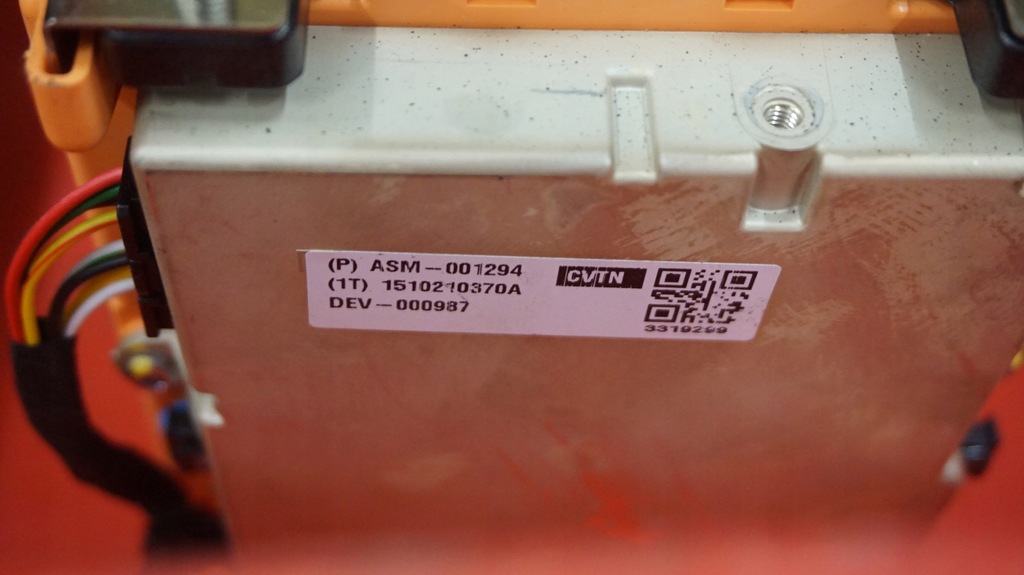 (P) ASM-001294
(1T) 1510210370A
DEV-000987
CVTN
3319299